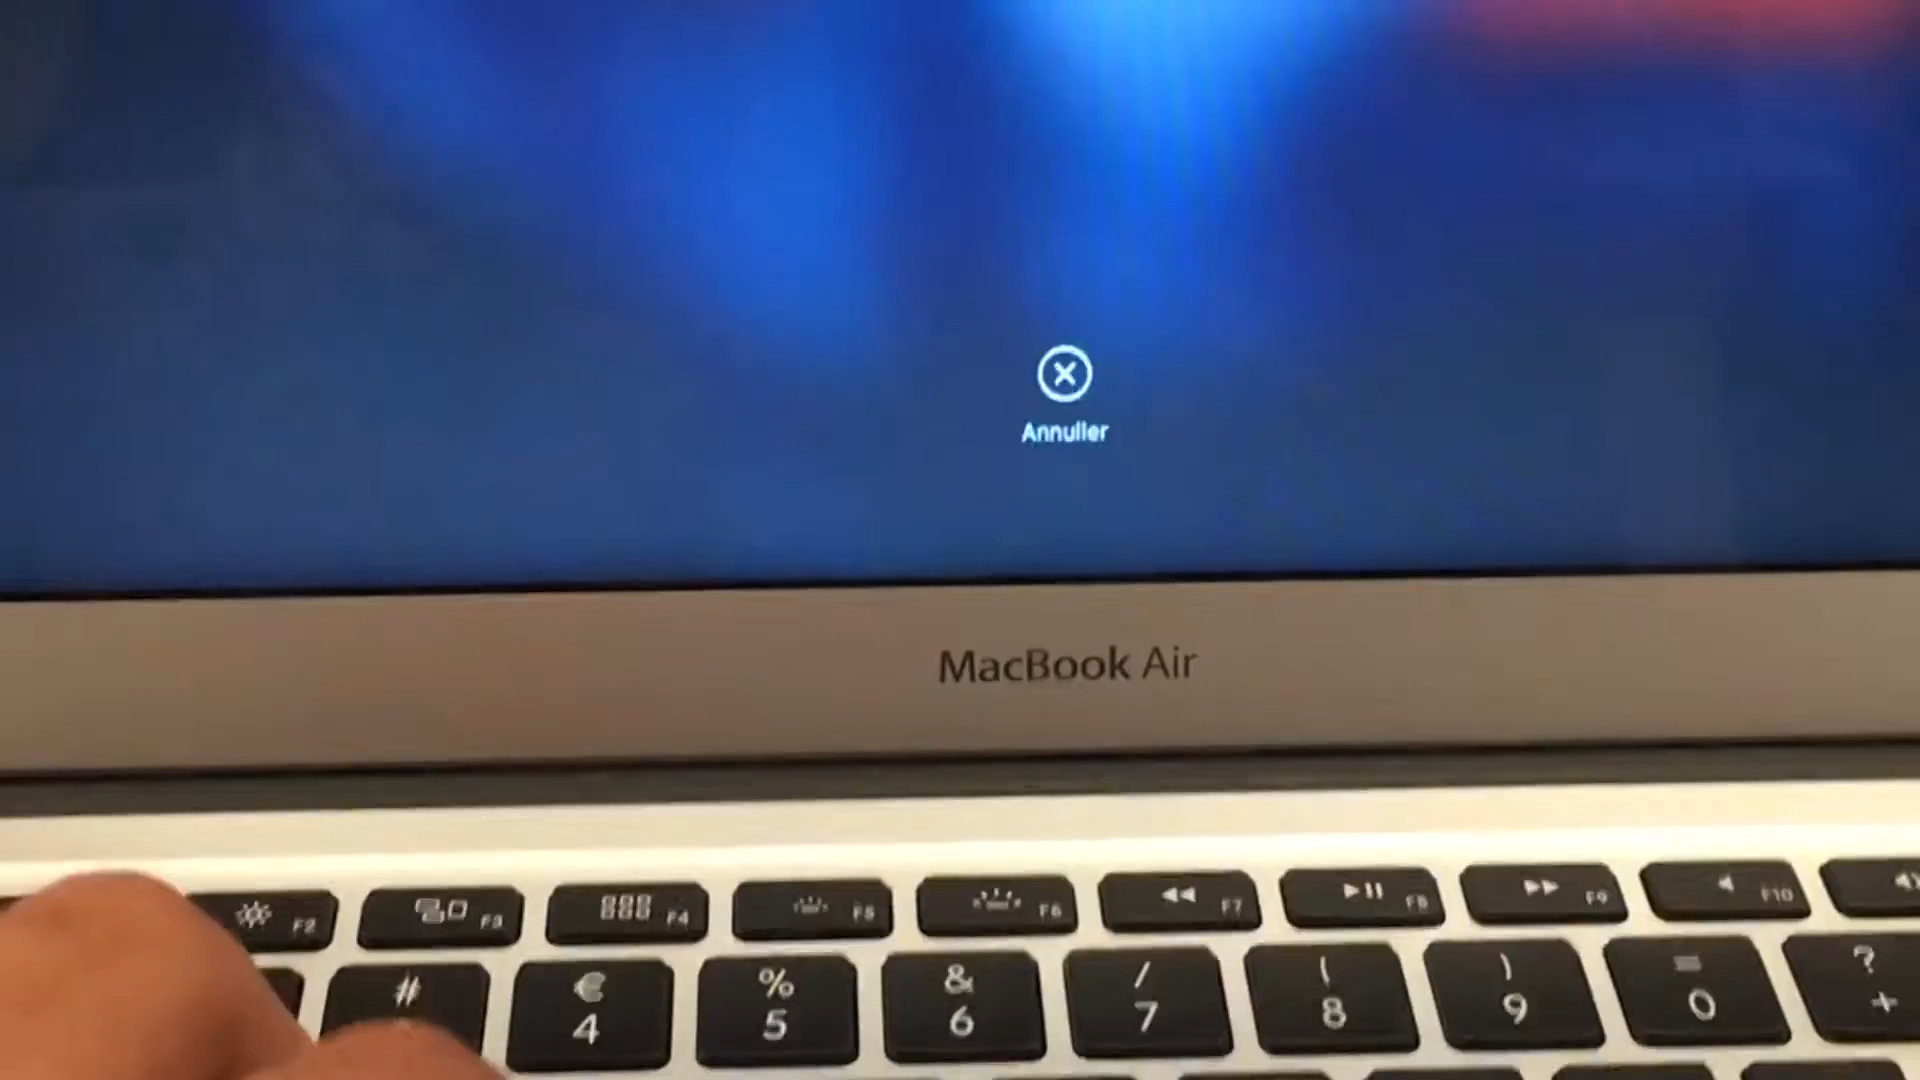 Annuller
MacBook Air
F2 F3 F4 F5 F6 F7 F8 F9 F10
# € % & / ( ) = ?
4 5 6 7 8 9 0 +